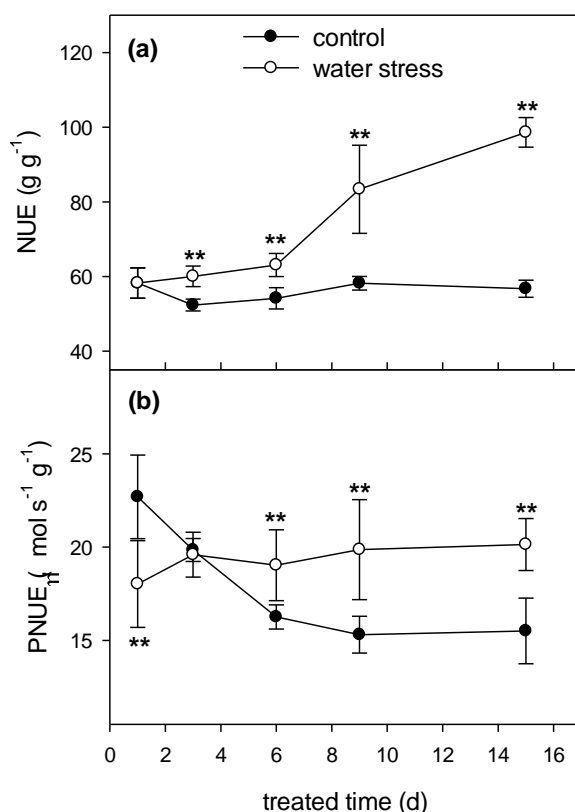 (a)
control
water stress
120
100
80
60
40
NUE (g g⁻¹)
**
**
**
**
(b)
25
20
15
PNUE ( mol s⁻¹ g⁻¹)
**
**
**
**
0 2 4 6 8 10 12 14 16
treated time (d)